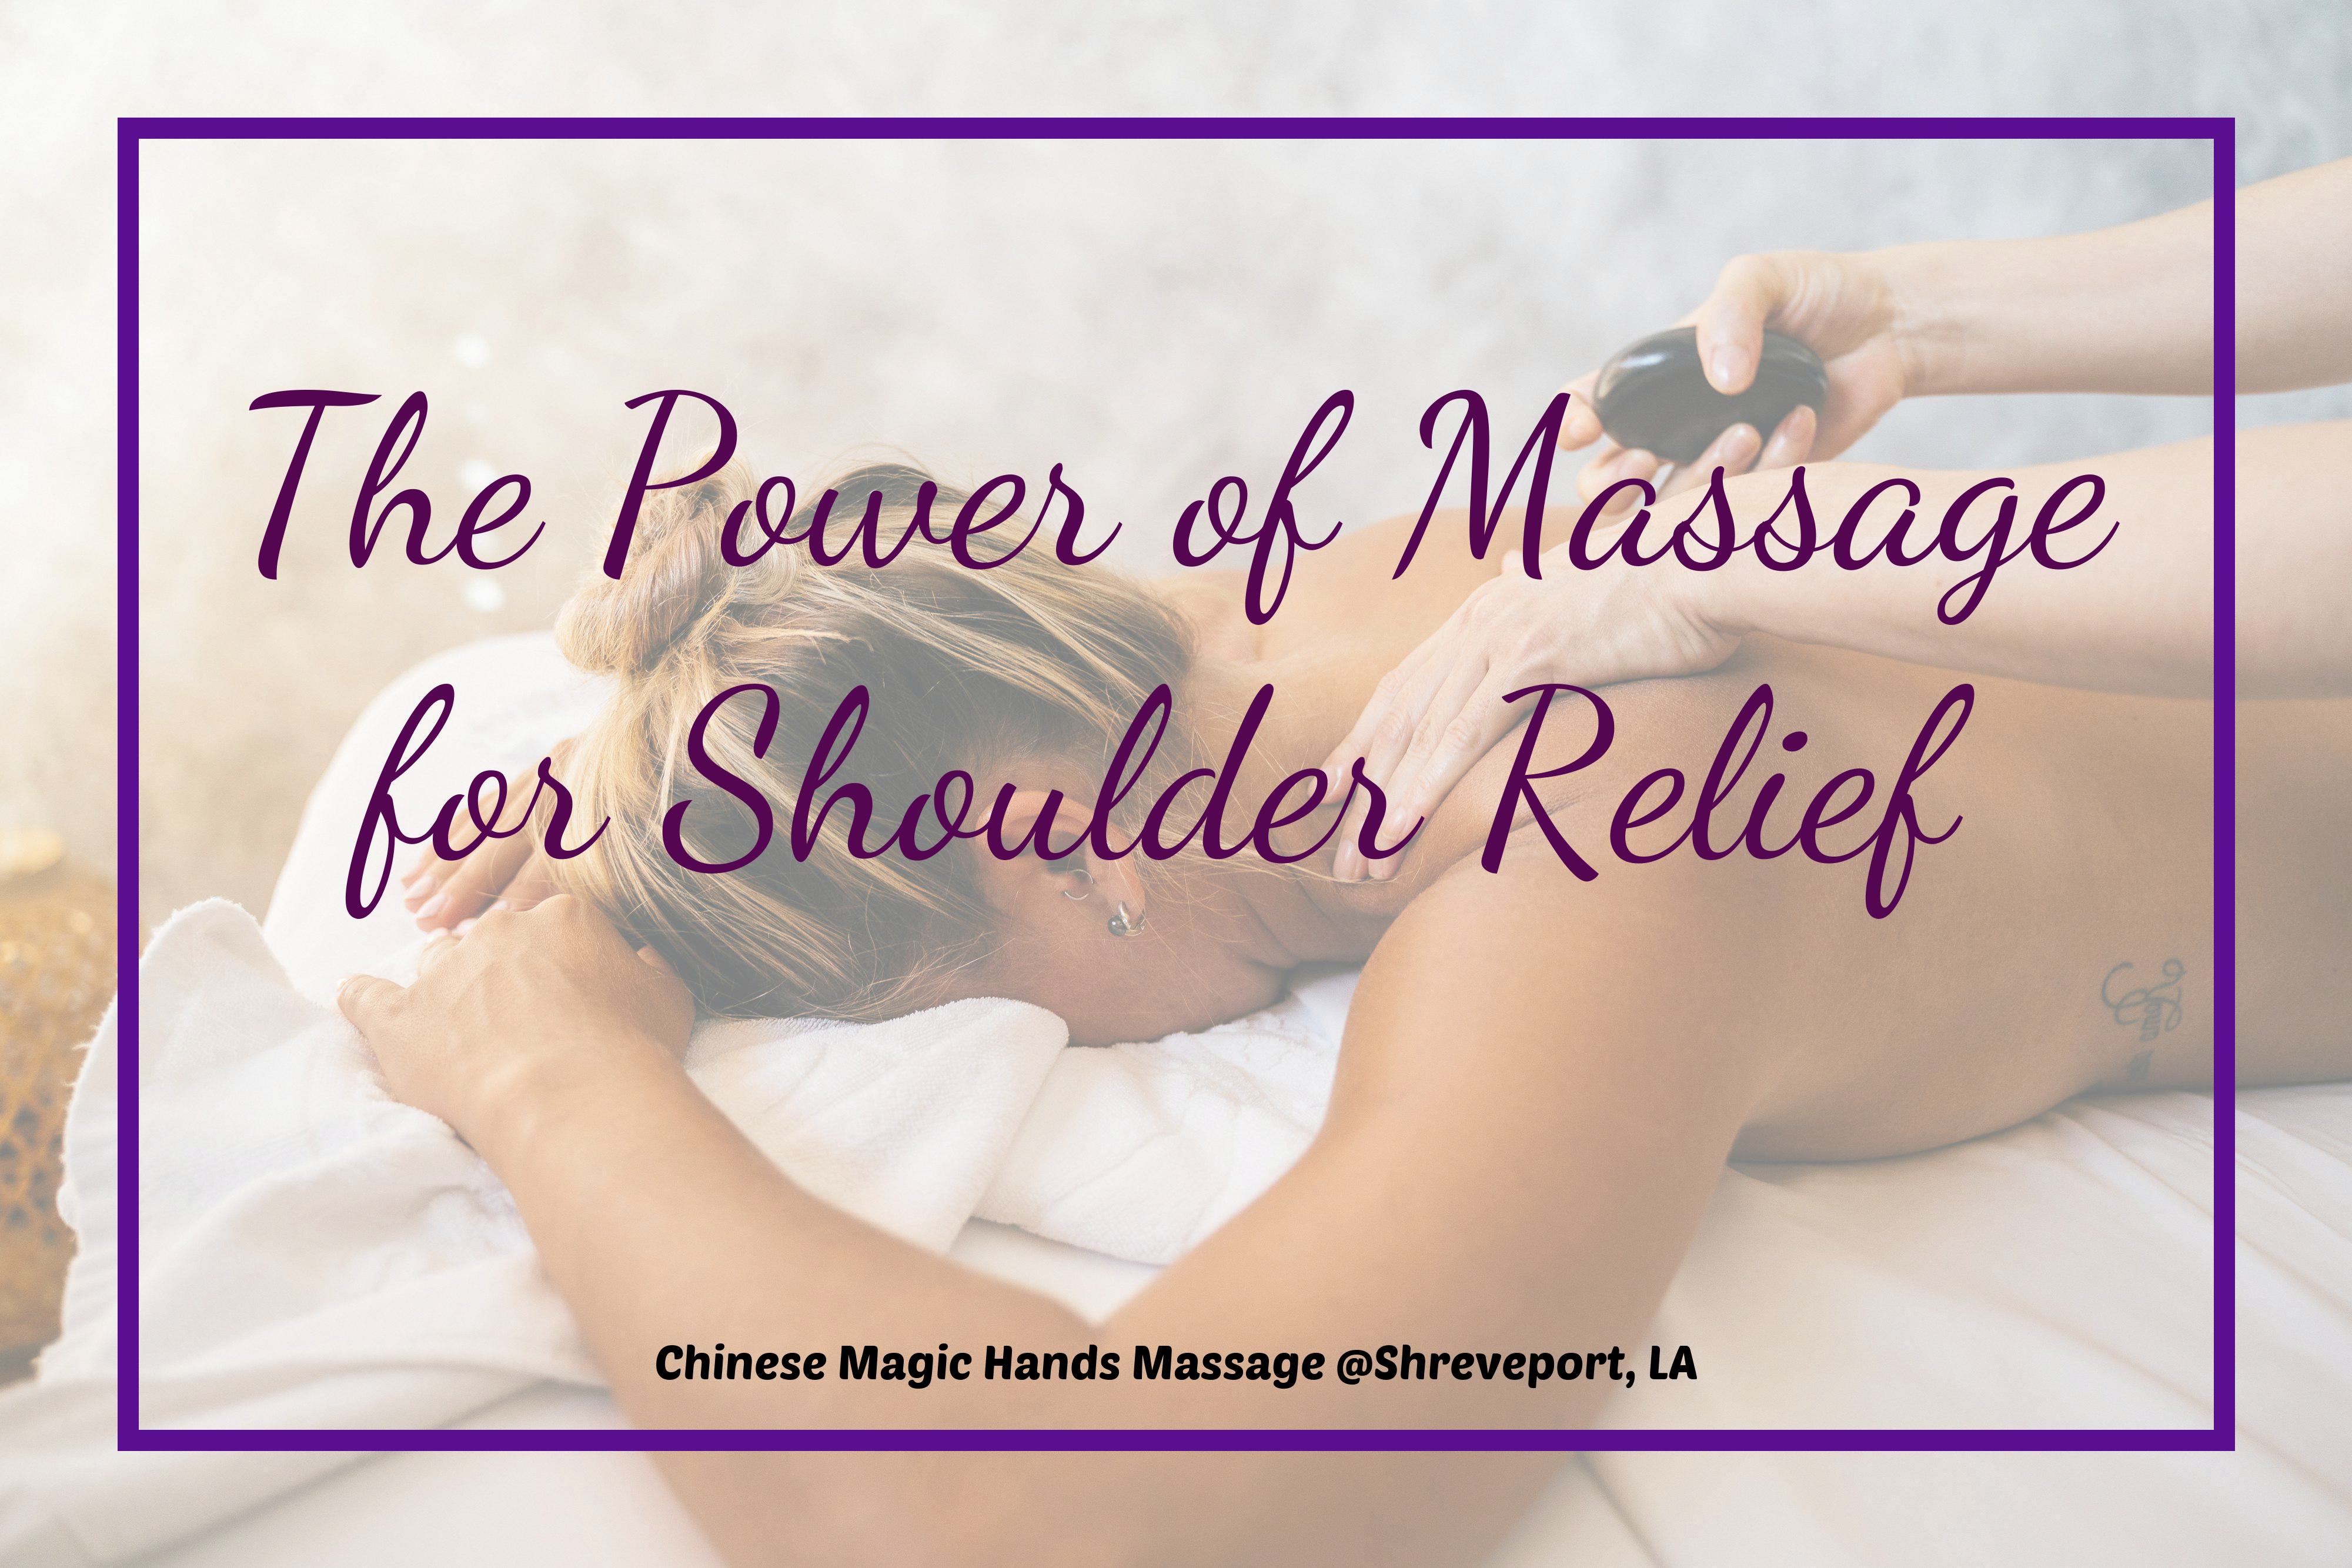 The Power of Massage
for Shoulder Relief
Chinese Magic Hands Massage @Shreveport, LA